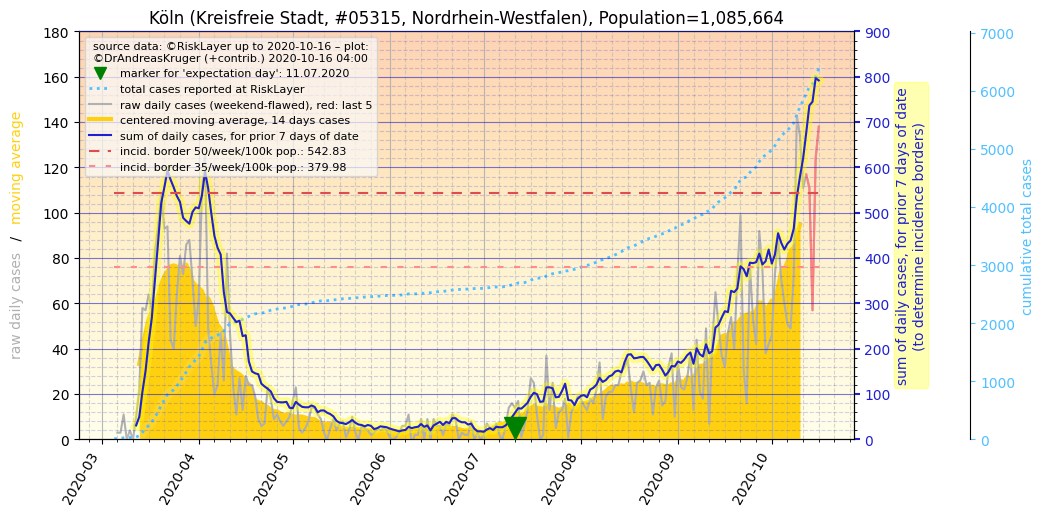 Köln (Kreisfreie Stadt, #05315, Nordrhein-Westfalen), Population=1,085,664
source data: ©RiskLayer up to 2020-10-16 – plot:
©DrAndreasKruger (+contrib.) 2020-10-16 04:00
marker for 'expectation day': 11.07.2020
total cases reported at RiskLayer
raw daily cases (weekend-flawed), red: last 5
centered moving average, 14 days cases
sum of daily cases, for prior 7 days of date
incid. border 50/week/100k pop.: 542.83
incid. border 35/week/100k pop.: 379.98
raw daily cases / moving average
180
160
140
120
100
80
60
40
20
0
2020-03
2020-04
2020-05
2020-06
2020-07
2020-08
2020-09
2020-10
900
800
700
600
500
400
300
200
100
0
sum of daily cases, for prior 7 days of date
(to determine incidence borders)
7000
6000
5000
4000
3000
2000
1000
0
cumulative total cases